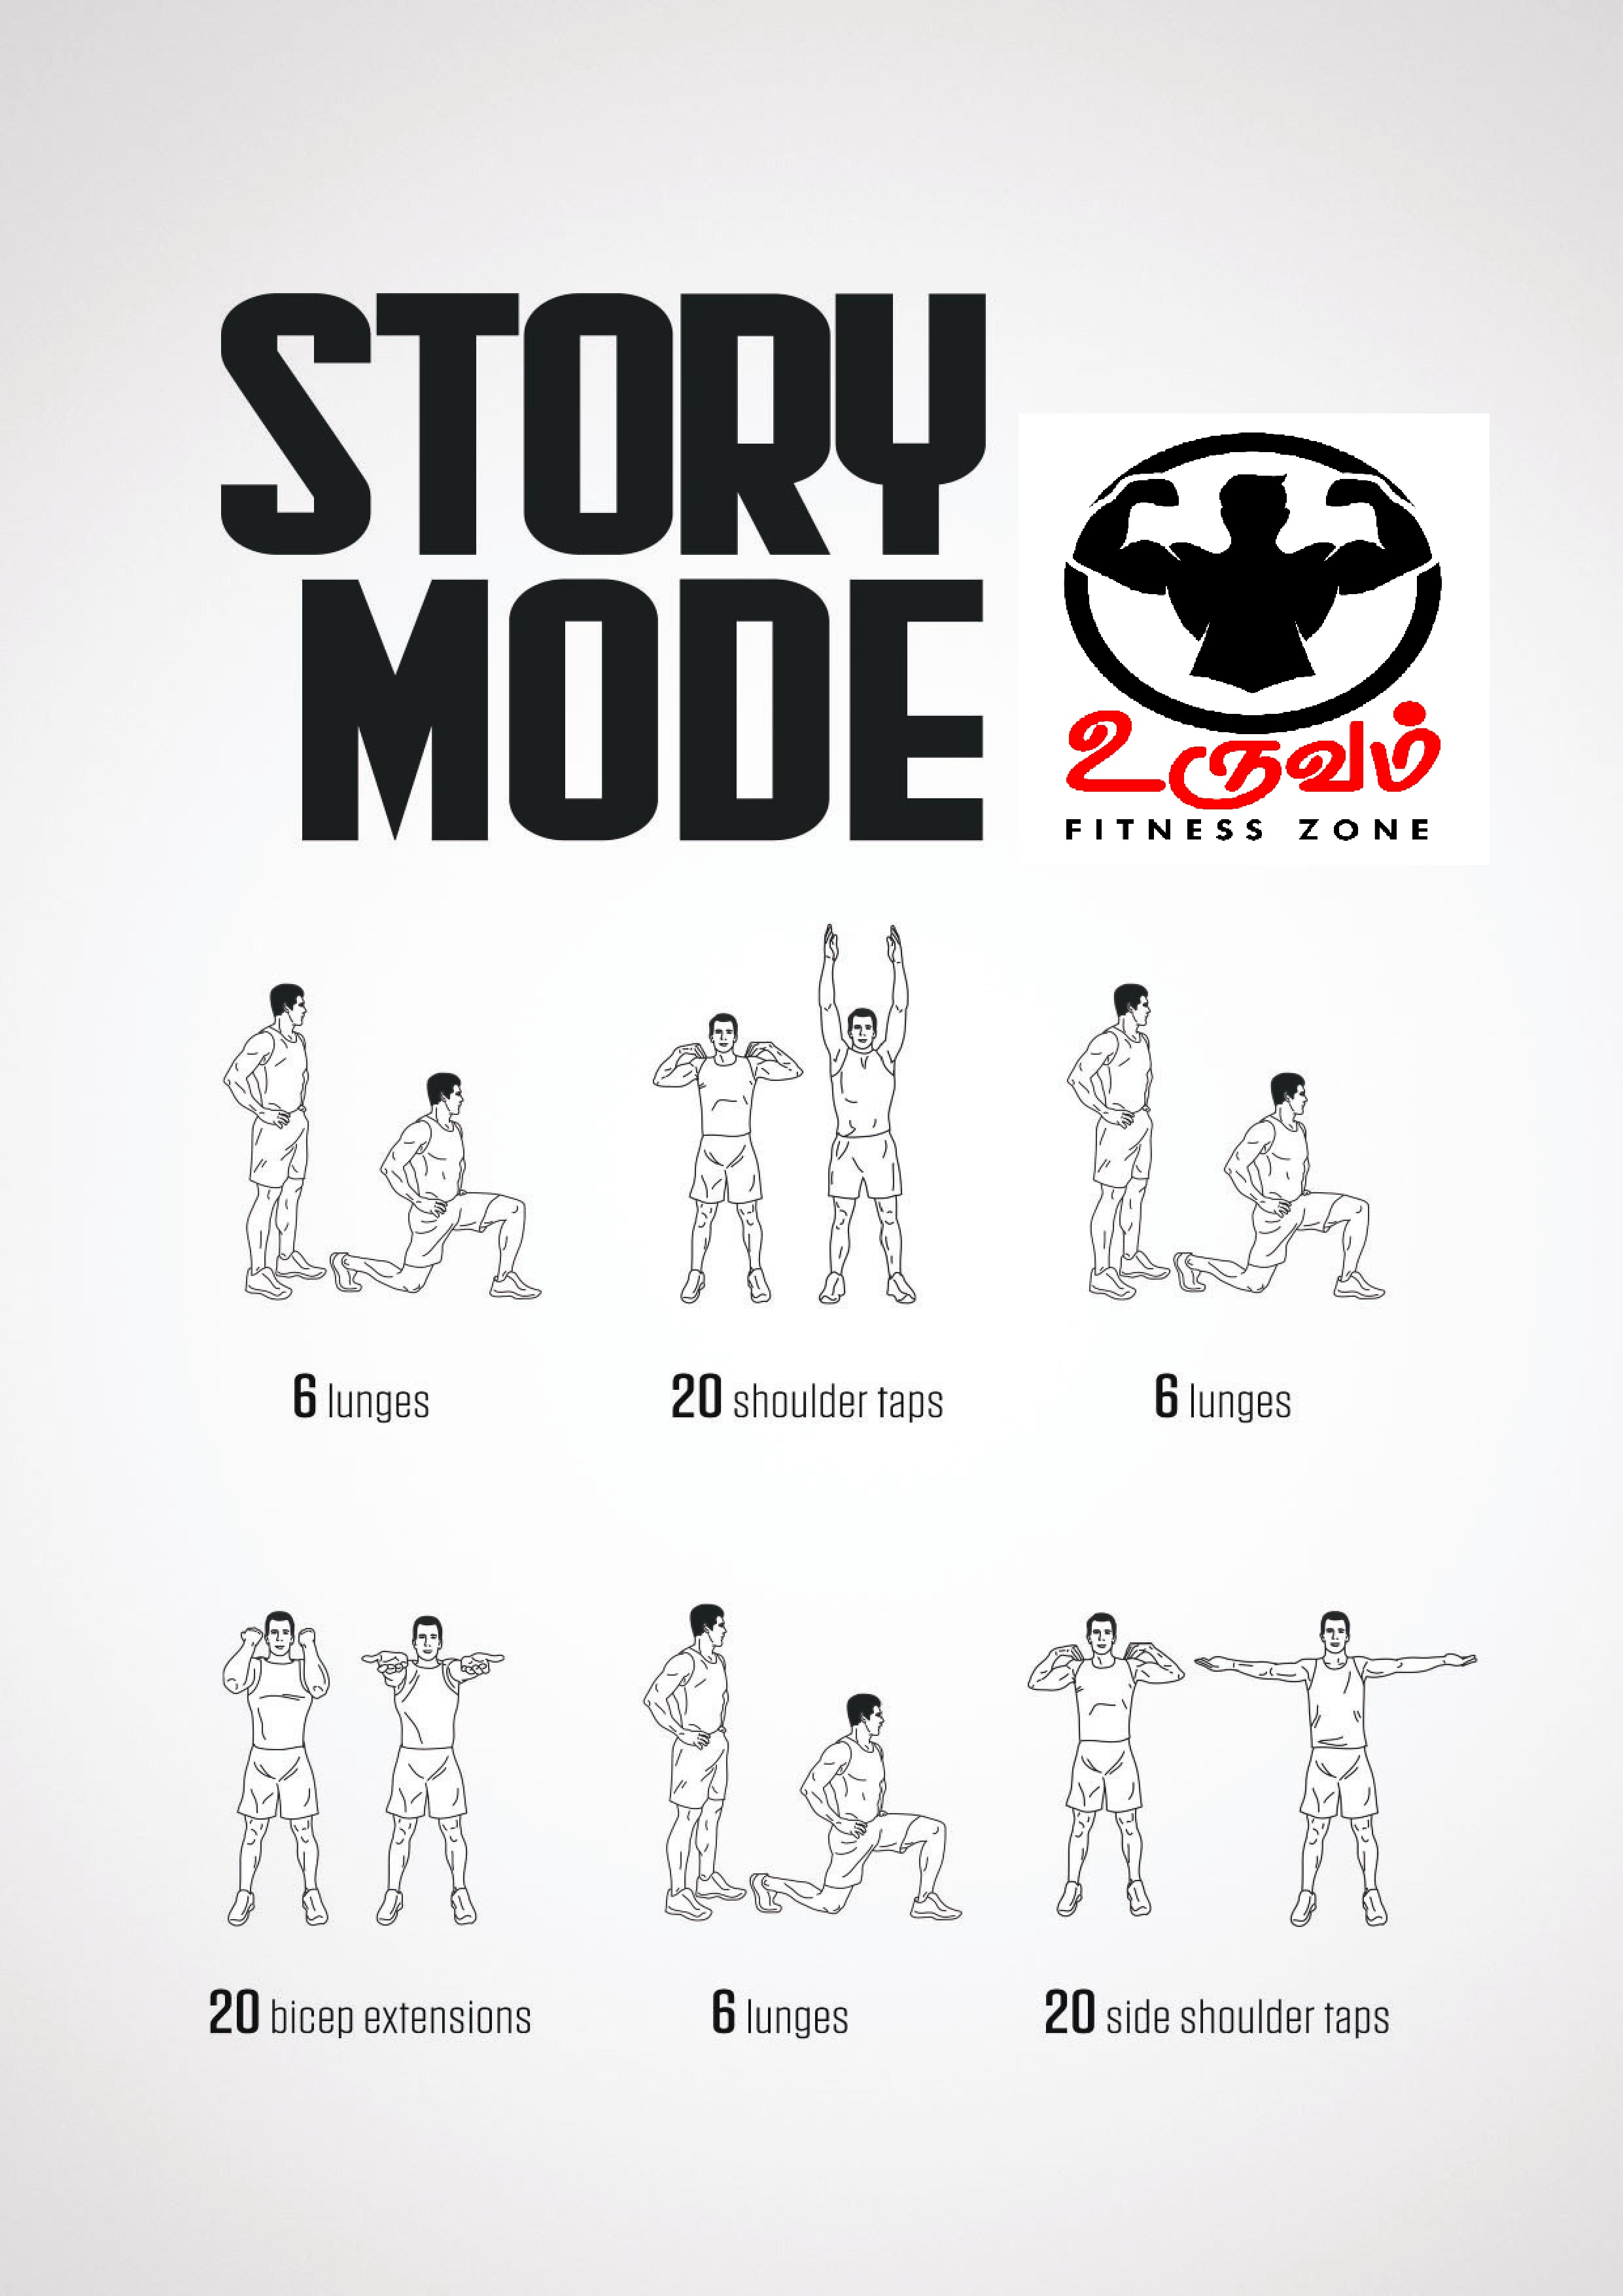 STORY
MODE
உருவம்
FITNESS ZONE
6 lunges
20 shoulder taps
6 lunges
20 bicep extensions
6 lunges
20 side shoulder taps